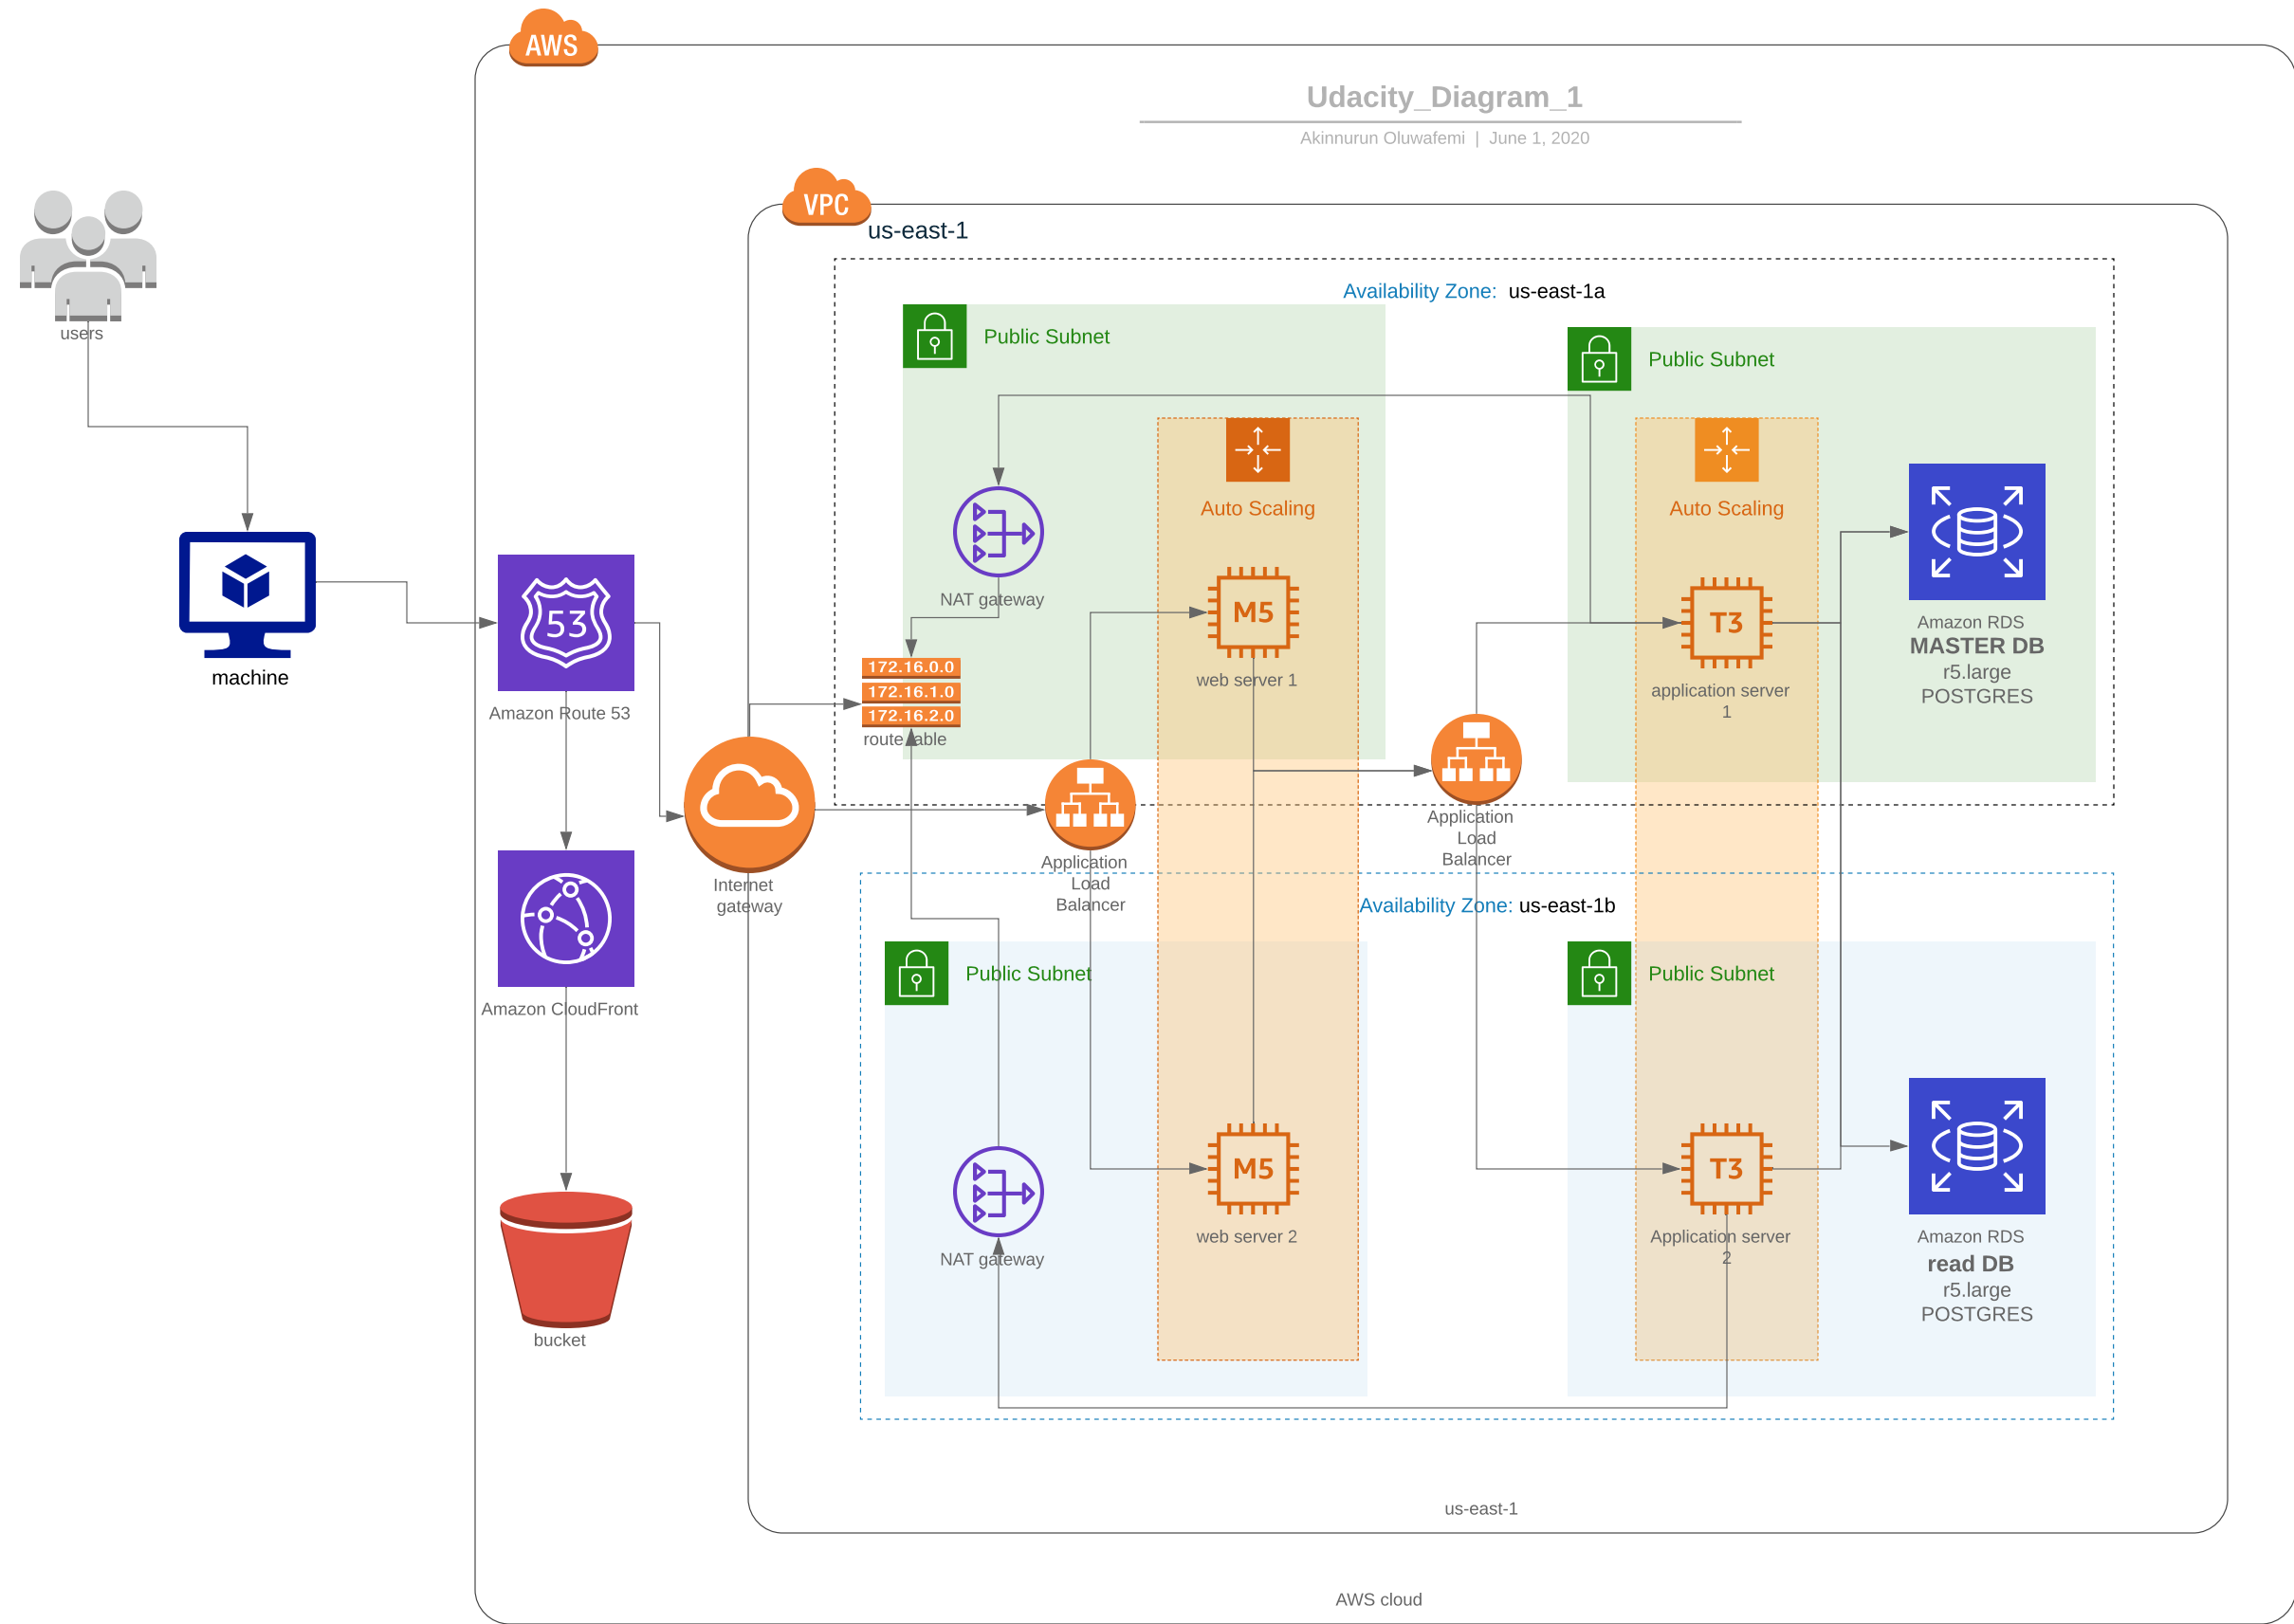 AWS
Udacity_Diagram_1
Akinnurun Oluwafemi | June 1, 2020
VPC
us-east-1
Availability Zone: us-east-1a
Public Subnet
Public Subnet
users
Auto Scaling
Auto Scaling
NAT gateway
M5
T3
53
machine
172.16.0.0
172.16.1.0
172.16.2.0
route table
web server 1
application server
1
Amazon RDS
MASTER DB
r5.large
POSTGRES
Amazon Route 53
Application
Load
Balancer
Internet
gateway
Application
Load
Balancer
Availability Zone: us-east-1b
Public Subnet
Public Subnet
Amazon CloudFront
M5
T3
NAT gateway
web server 2
Application server
2
Amazon RDS
read DB
r5.large
POSTGRES
bucket
us-east-1
AWS cloud